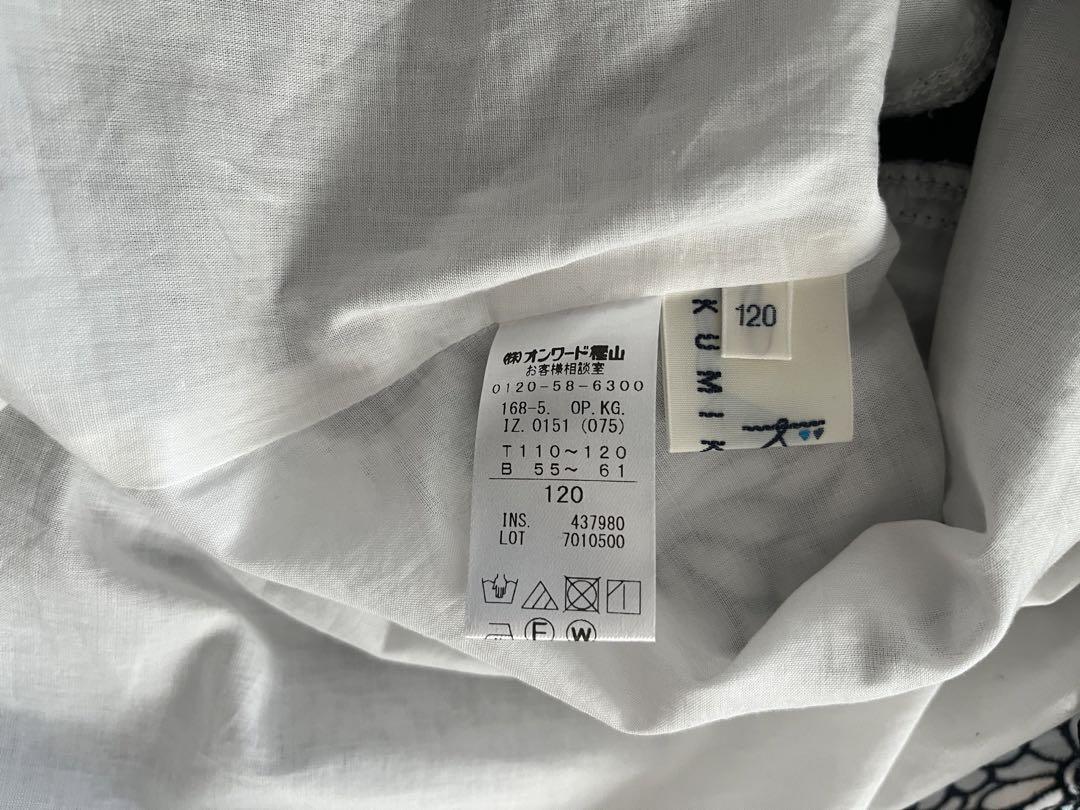 ㈱オンワード樫山
お客様相談室
0120-58-6300
168-5. OP.KG.
IZ.0151 (075)
T110〜120
B 55〜 61
120
INS. 437980
LOT 7010500
F
W
120
KUMIK